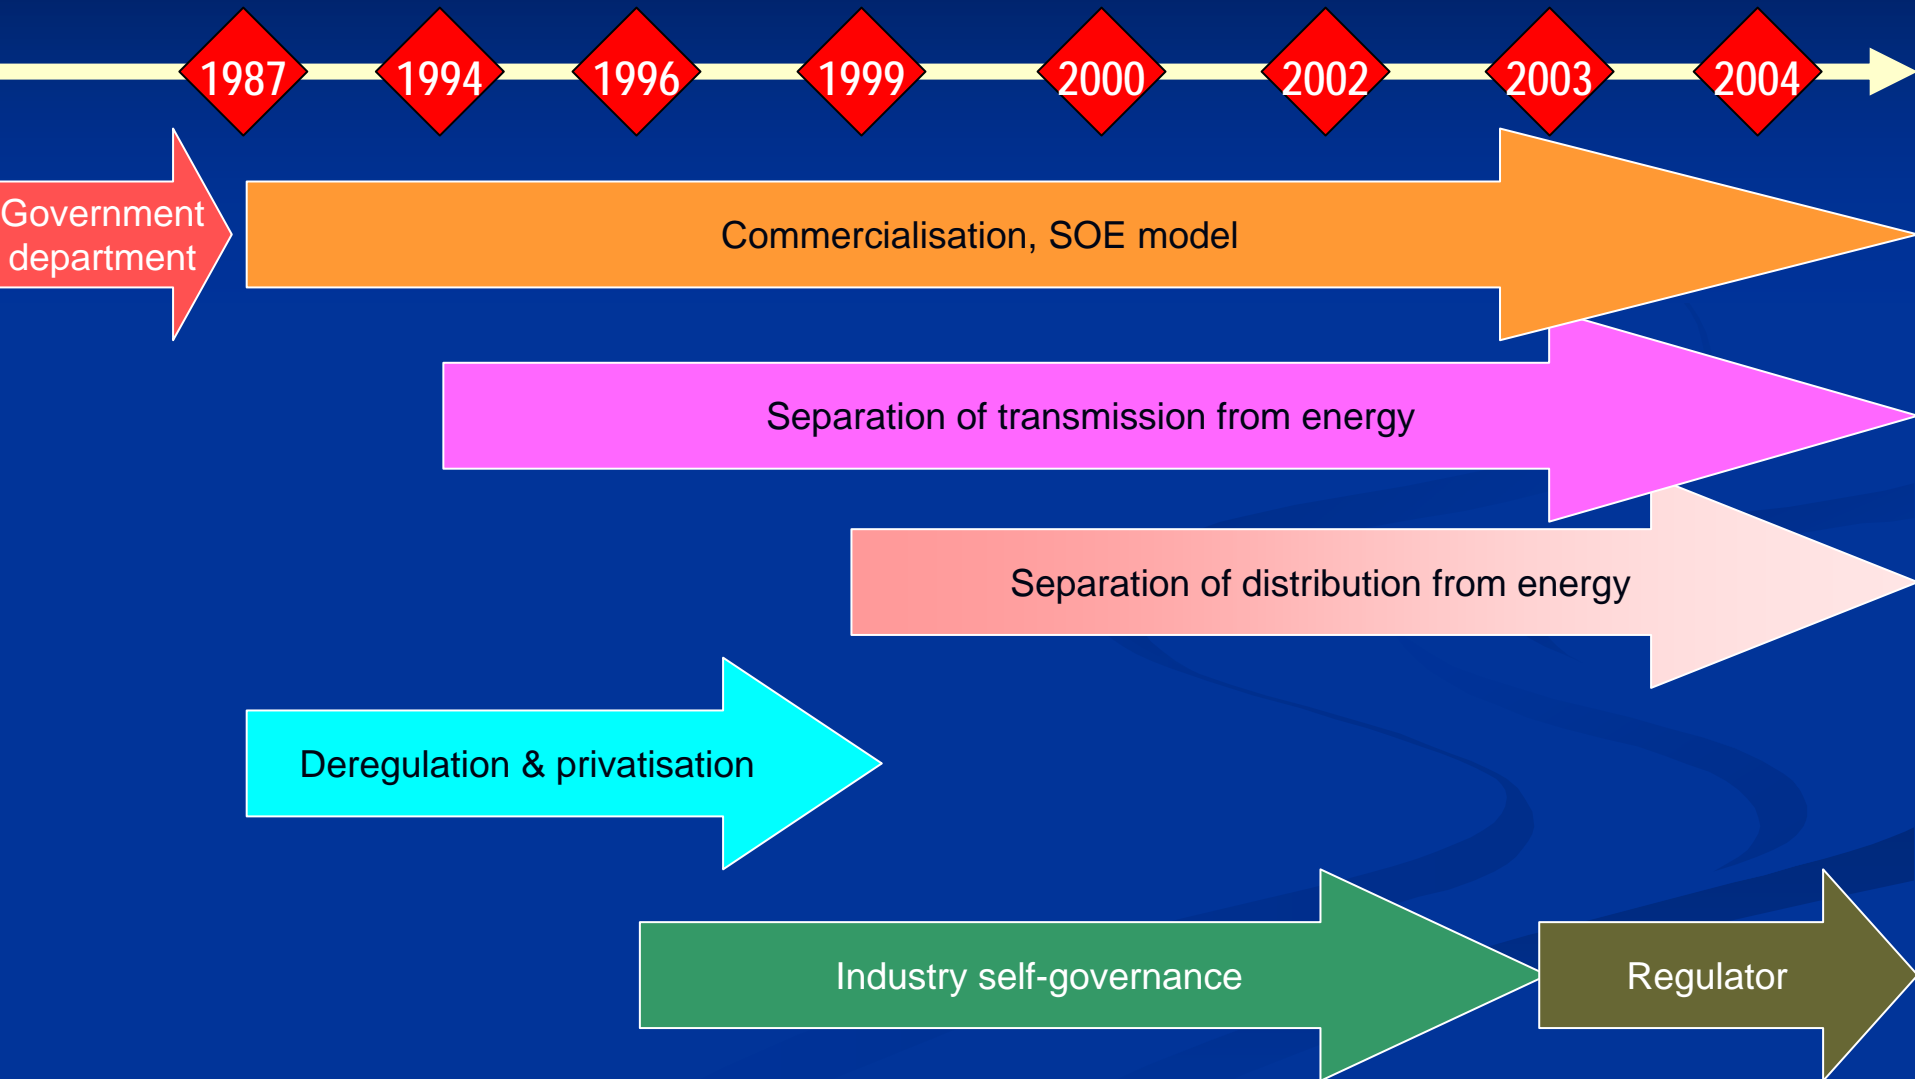 1987
1994
1996
1999
2000
2002
2003
2004
Government
department
Commercialisation, SOE model
Separation of transmission from energy
Separation of distribution from energy
Deregulation & privatisation
Industry self-governance
Regulator